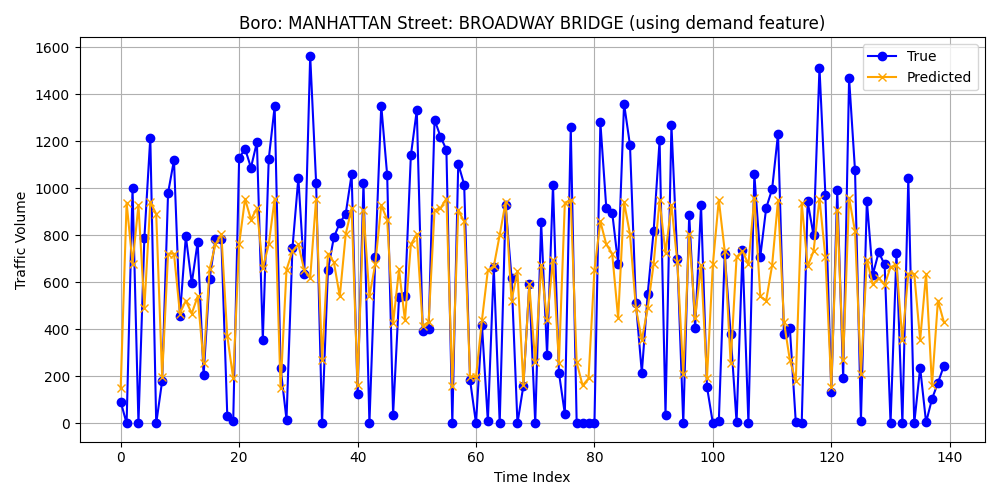 Boro: MANHATTAN Street: BROADWAY BRIDGE (using demand feature)
True
Predicted
Traffic Volume
1600
1400
1200
1000
800
600
400
200
0
0 20 40 60 80 100 120 140
Time Index